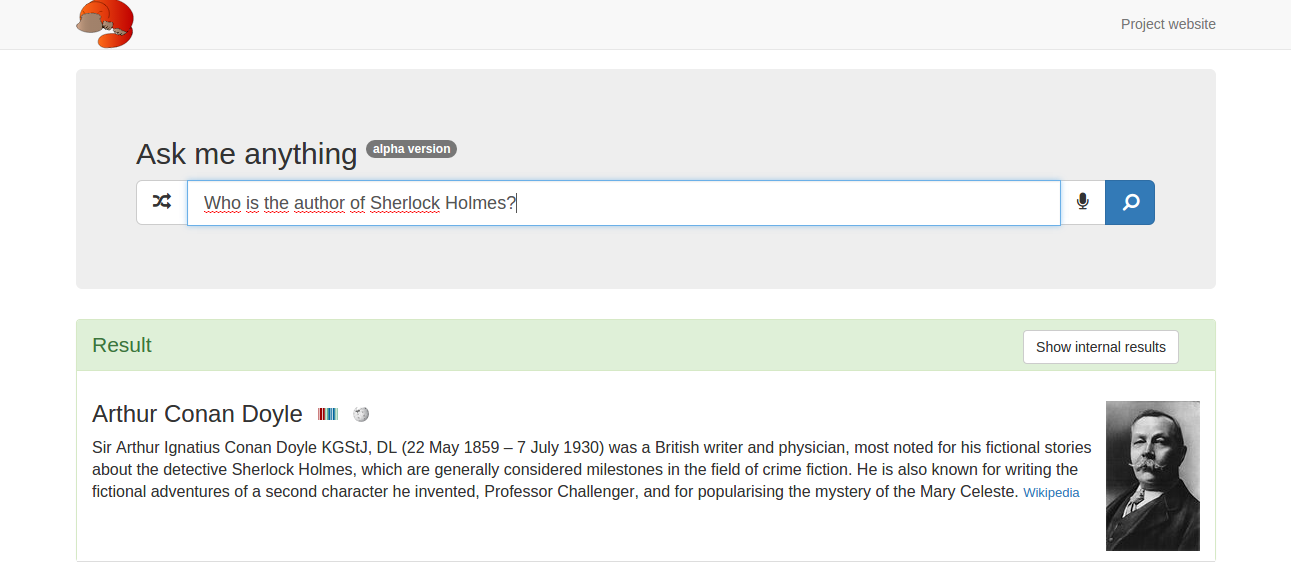 Project website
Ask me anything alpha version
Who is the author of Sherlock Holmes?
Result
Show internal results
Arthur Conan Doyle
Sir Arthur Ignatius Conan Doyle KGStJ, DL (22 May 1859 – 7 July 1930) was a British writer and physician, most noted for his fictional stories
about the detective Sherlock Holmes, which are generally considered milestones in the field of crime fiction. He is also known for writing the
fictional adventures of a second character he invented, Professor Challenger, and for popularising the mystery of the Mary Celeste. Wikipedia